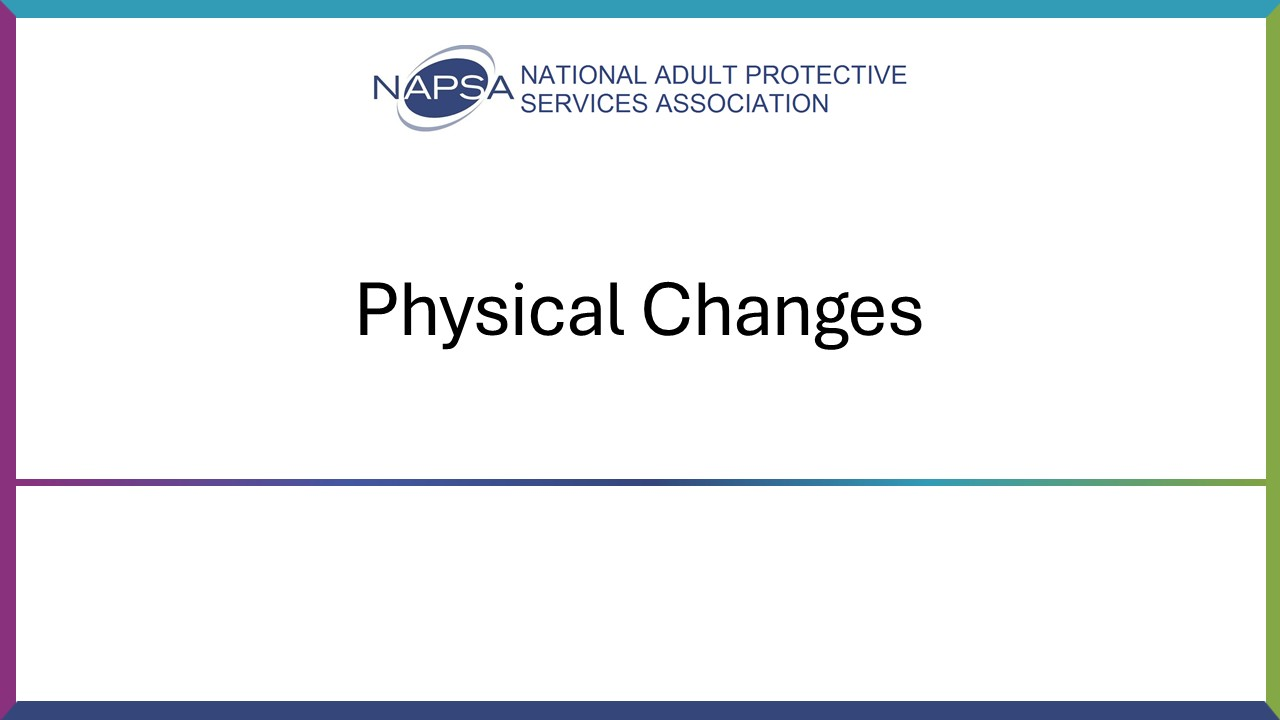 NAPSA
NATIONAL ADULT PROTECTIVE
SERVICES ASSOCIATION
Physical Changes